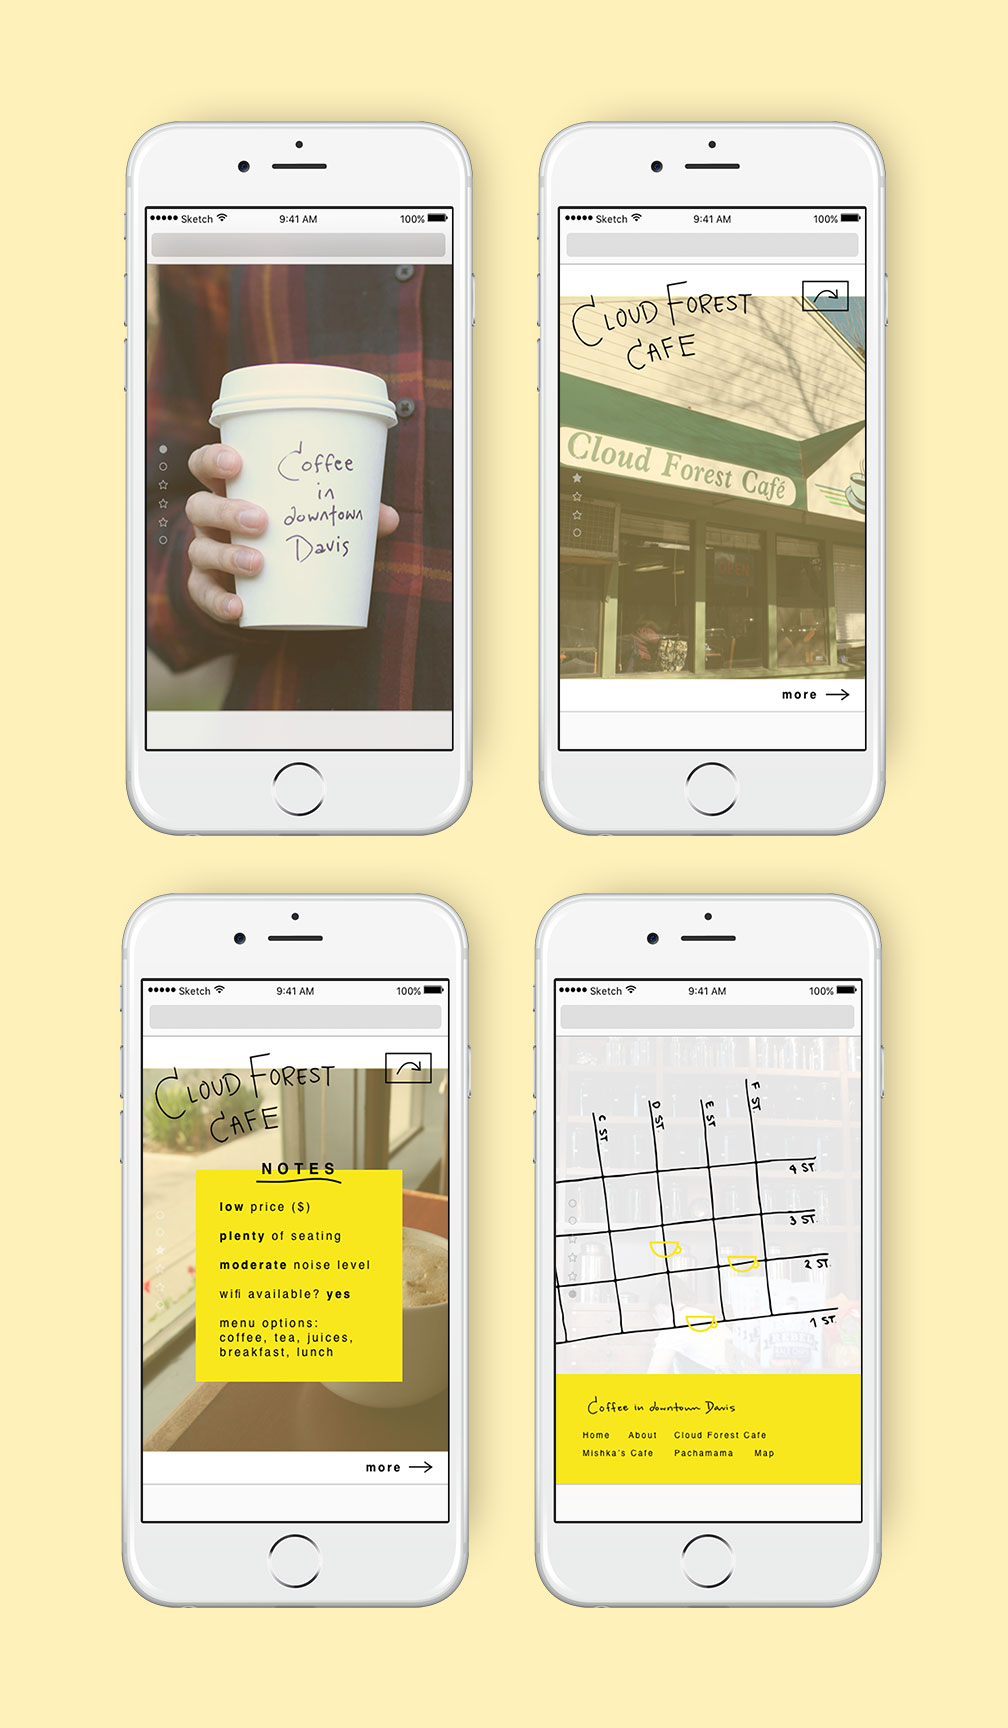 Sketch 9:41 AM 100%
Coffee
in
downtown
Davis
Sketch 9:41 AM 100%
CLOUD FOREST
CAFE
Cloud Forest Café
OPEN
more
Sketch 9:41 AM 100%
CLOUD FOREST
CAFE
NOTES
low price ($)
plenty of seating
moderate noise level
wifi available? yes
menu options:
coffee, tea, juices,
breakfast, lunch
more
Sketch 9:41 AM 100%
C ST.
D ST.
E ST.
F ST.
4 ST.
3 ST.
2 ST.
1 ST.
Coffee in downtown Davis
Home About Cloud Forest Cafe
Mishka's Cafe Pachamama Map